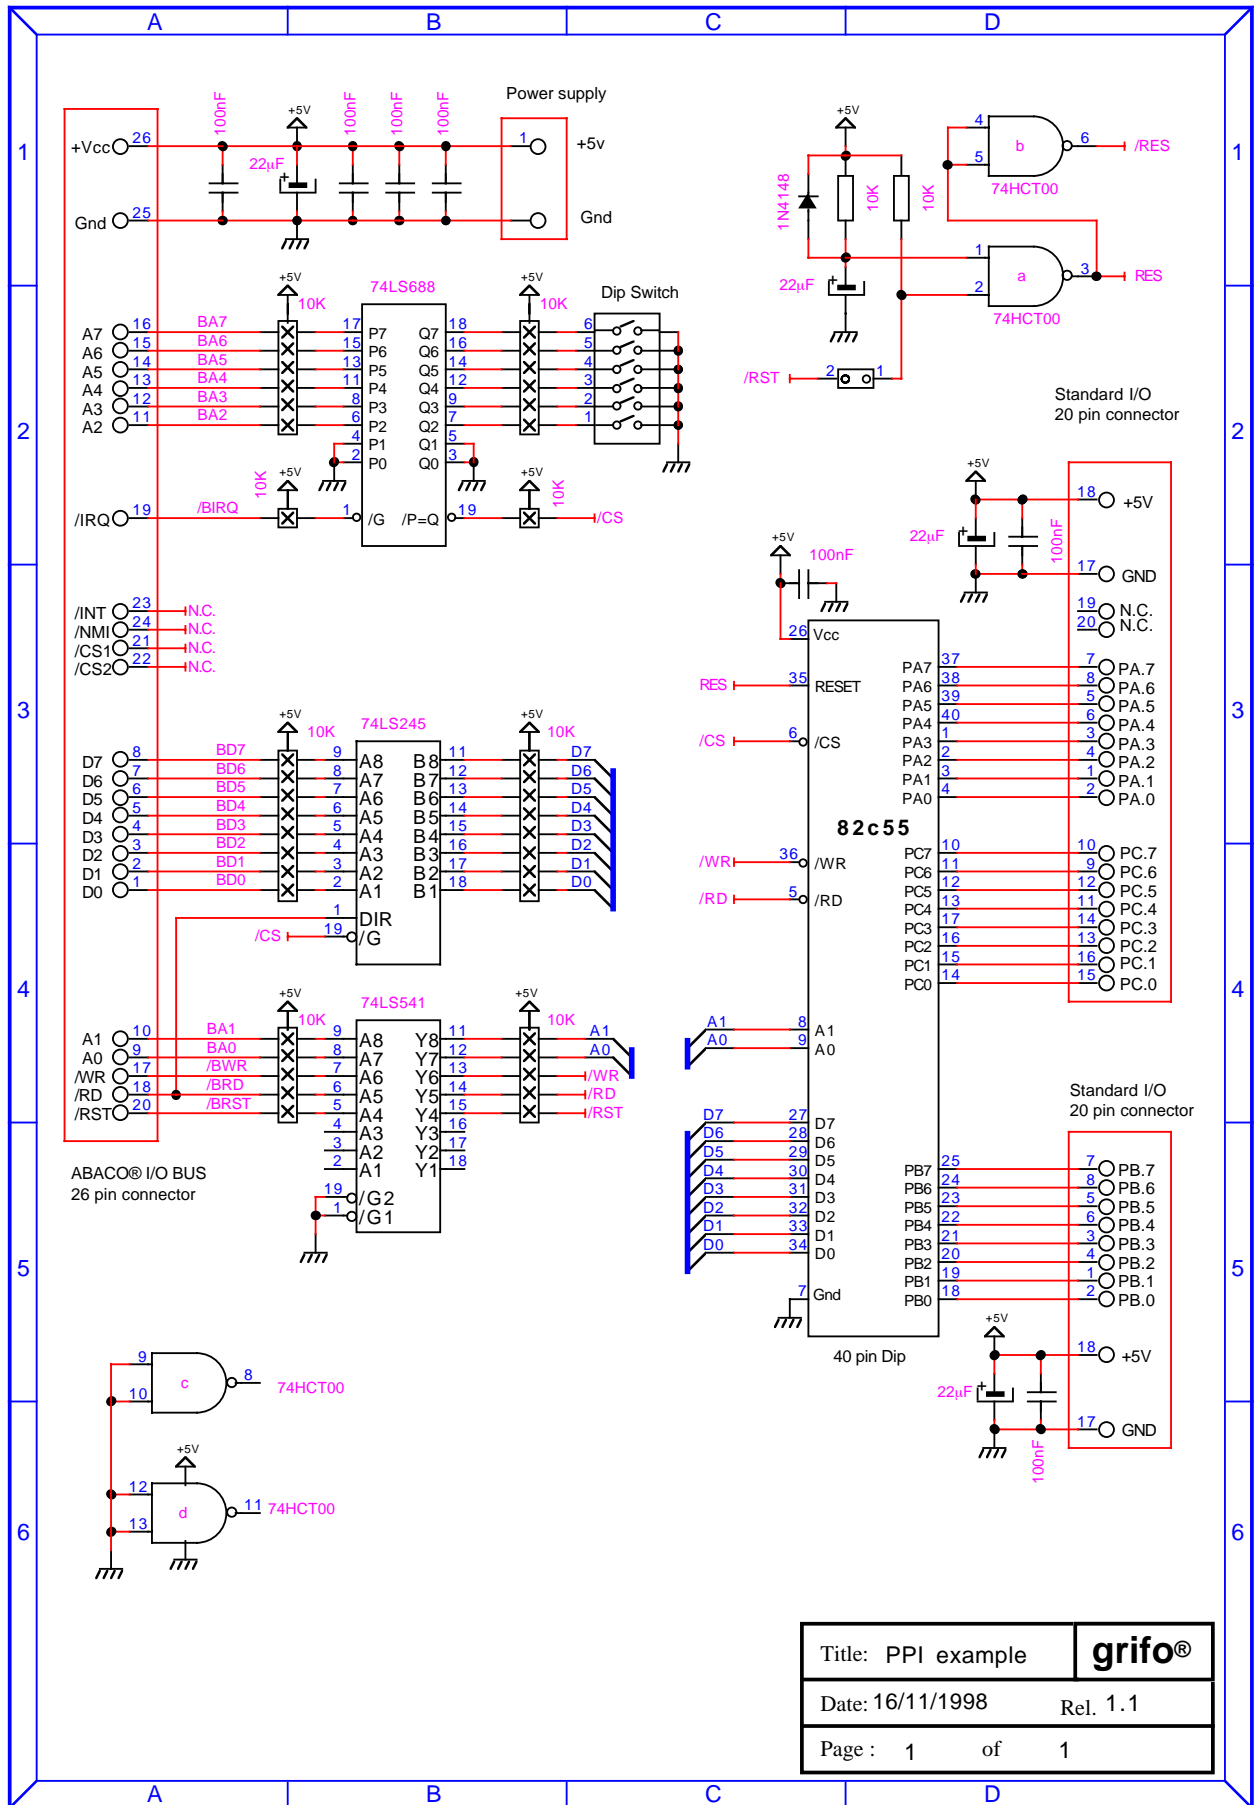 A B C D
1 1
2 2
3 3
4 4
5 5
6 6
+Vcc 26
Gnd 25
100nF
+5V
22µF
100nF
100nF
100nF
Power supply
1 +5v
Gnd
+5V
1N4148
10K
10K
22µF
4
5
b
6 /RES
74HCT00
1
2
a
3 RES
74HCT00
/RST 2 1
+5V 74LS688 +5V
10K 10K
Dip Switch
A7 16 BA7 17 P7 Q7 18 6
A6 15 BA6 15 P6 Q6 16 5
A5 14 BA5 13 P5 Q5 14 4
A4 13 BA4 11 P4 Q4 12 3
A3 12 BA3 8 P3 Q3 9 2
A2 11 BA2 6 P2 Q2 7 1
4 P1 Q1 5
2 P0 Q0 3
10K +5V +5V 10K
/IRQ 19 /BIRQ 1 /G /P=Q 19 /CS
/INT 23 N.C.
/NMI 24 N.C.
/CS1 21 N.C.
/CS2 22 N.C.
+5V 74LS245 +5V
10K 10K
D7 8 BD7 9 A8 B8 11 D7
D6 7 BD6 8 A7 B7 12 D6
D5 6 BD5 7 A6 B6 13 D5
D4 5 BD4 6 A5 B5 14 D4
D3 4 BD3 5 A4 B4 15 D3
D2 3 BD2 4 A3 B3 16 D2
D1 2 BD1 3 A2 B2 17 D1
D0 1 BD0 2 A1 B1 18 D0
1 DIR
/CS 19 /G
+5V 74LS541 +5V
10K 10K
A1 10 BA1 9 A8 Y8 11 A1
A0 9 BA0 8 A7 Y7 12 A0
/WR 17 /BWR 7 A6 Y6 13 /WR
/RD 18 /BRD 6 A5 Y5 14 /RD
/RST 20 /BRST 5 A4 Y4 15 /RST
4 A3 Y3 16
3 A2 Y2 17
2 A1 Y1 18
19 /G2
1 /G1
ABACO® I/O BUS
26 pin connector
Standard I/O
20 pin connector
+5V
22µF
100nF
18 +5V
17 GND
19 N.C.
20 N.C.
+5V
100nF
26 Vcc
RES 35 RESET
/CS 6 /CS
82c55
/WR 36 /WR
/RD 5 /RD
A1 8 A1
A0 9 A0
D7 27 D7
D6 28 D6
D5 29 D5
D4 30 D4
D3 31 D3
D2 32 D2
D1 33 D1
D0 34 D0
7 Gnd
40 pin Dip
PA7 37 7 PA.7
PA6 38 8 PA.6
PA5 39 5 PA.5
PA4 40 6 PA.4
PA3 1 3 PA.3
PA2 2 4 PA.2
PA1 3 1 PA.1
PA0 4 2 PA.0
PC7 10 10 PC.7
PC6 11 9 PC.6
PC5 12 12 PC.5
PC4 13 11 PC.4
PC3 17 14 PC.3
PC2 16 13 PC.2
PC1 15 16 PC.1
PC0 14 15 PC.0
Standard I/O
20 pin connector
PB7 25 7 PB.7
PB6 24 8 PB.6
PB5 23 5 PB.5
PB4 22 6 PB.4
PB3 21 3 PB.3
PB2 20 4 PB.2
PB1 19 1 PB.1
PB0 18 2 PB.0
+5V
22µF
100nF
18 +5V
17 GND
9
10
c
8 74HCT00
+5V
12
13
d
11 74HCT00
Title: PPI example grifo®
Date: 16/11/1998 Rel. 1.1
Page : 1 of 1
A B C D